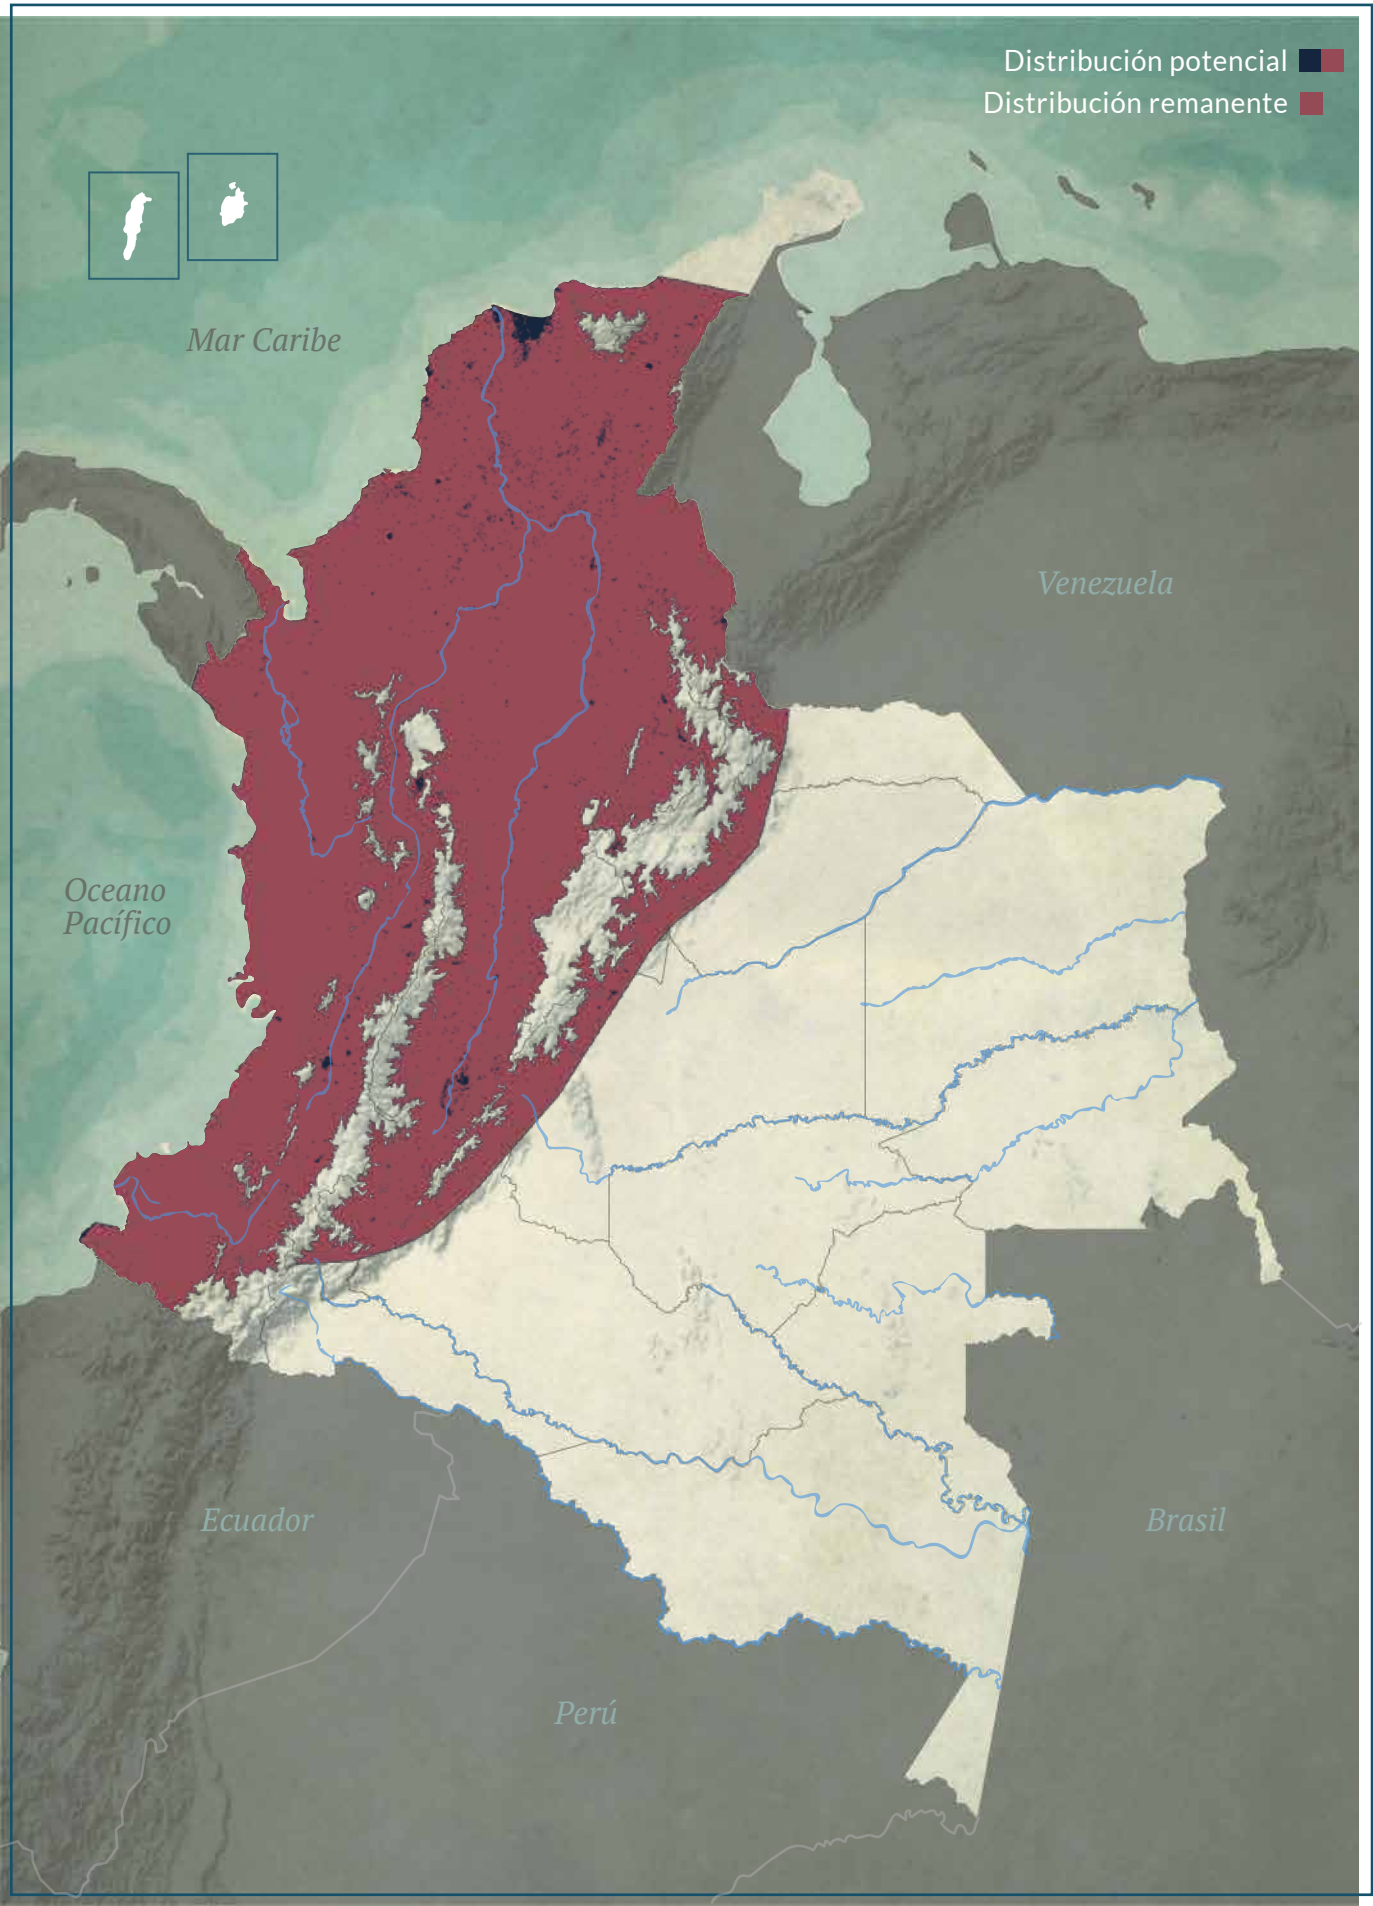 Distribución potencial
Distribución remanente
Mar Caribe
Venezuela
Oceano
Pacífico
Ecuador
Brasil
Perú